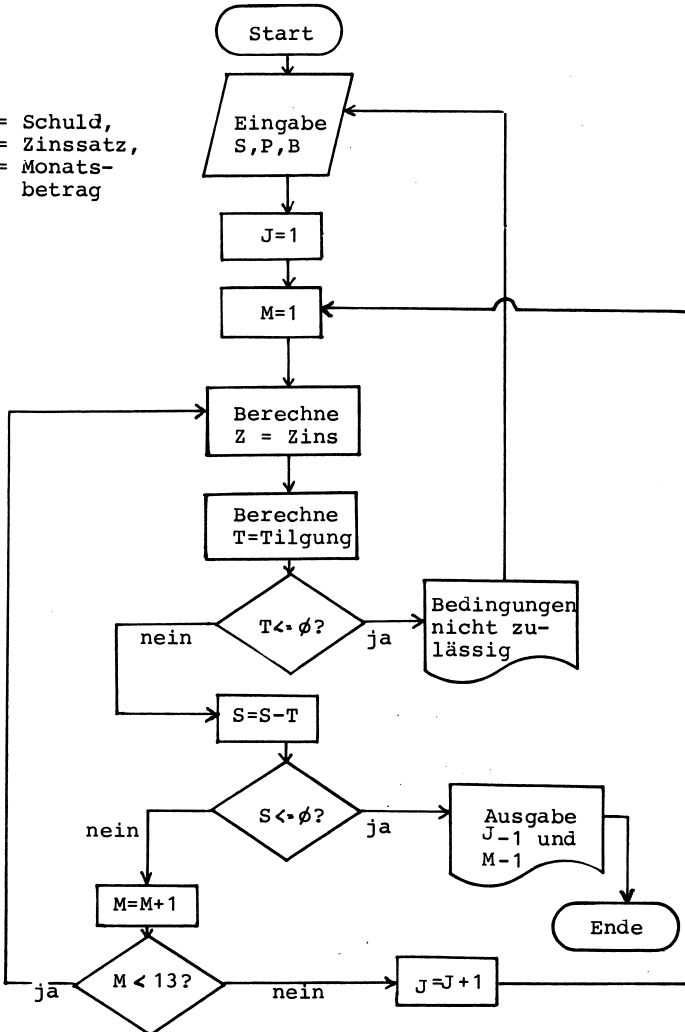 Start
= Schuld,
= Zinssatz,
= Monats-
betrag
Eingabe
S,P,B
J=1
M=1
Berechne
Z = Zins
Berechne
T=Tilgung
T<=ø?
nein
ja
Bedingungen
nicht zu-
lässig
S=S-T
S<=ø?
nein
ja
Ausgabe
J-1 und
M-1
M=M+1
Ende
M < 13?
ja
nein
J=J+1